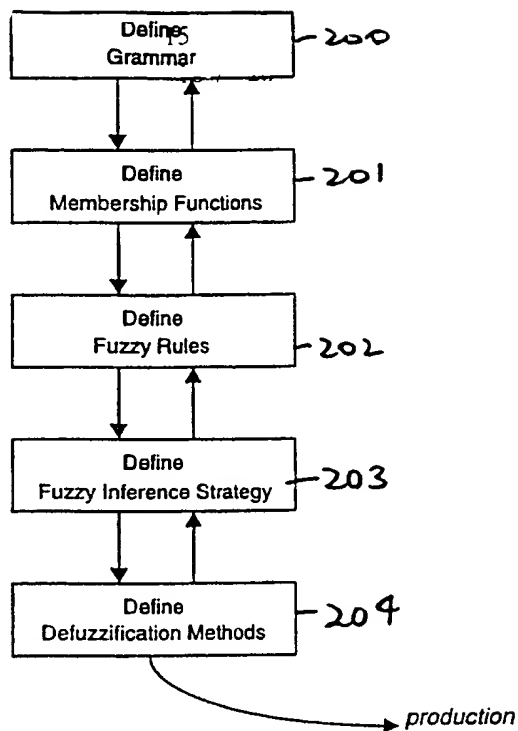 Define
15
Grammar
200
Define
Membership Functions
201
Define
Fuzzy Rules
202
Define
Fuzzy Inference Strategy
203
Define
Defuzzification Methods
204
production